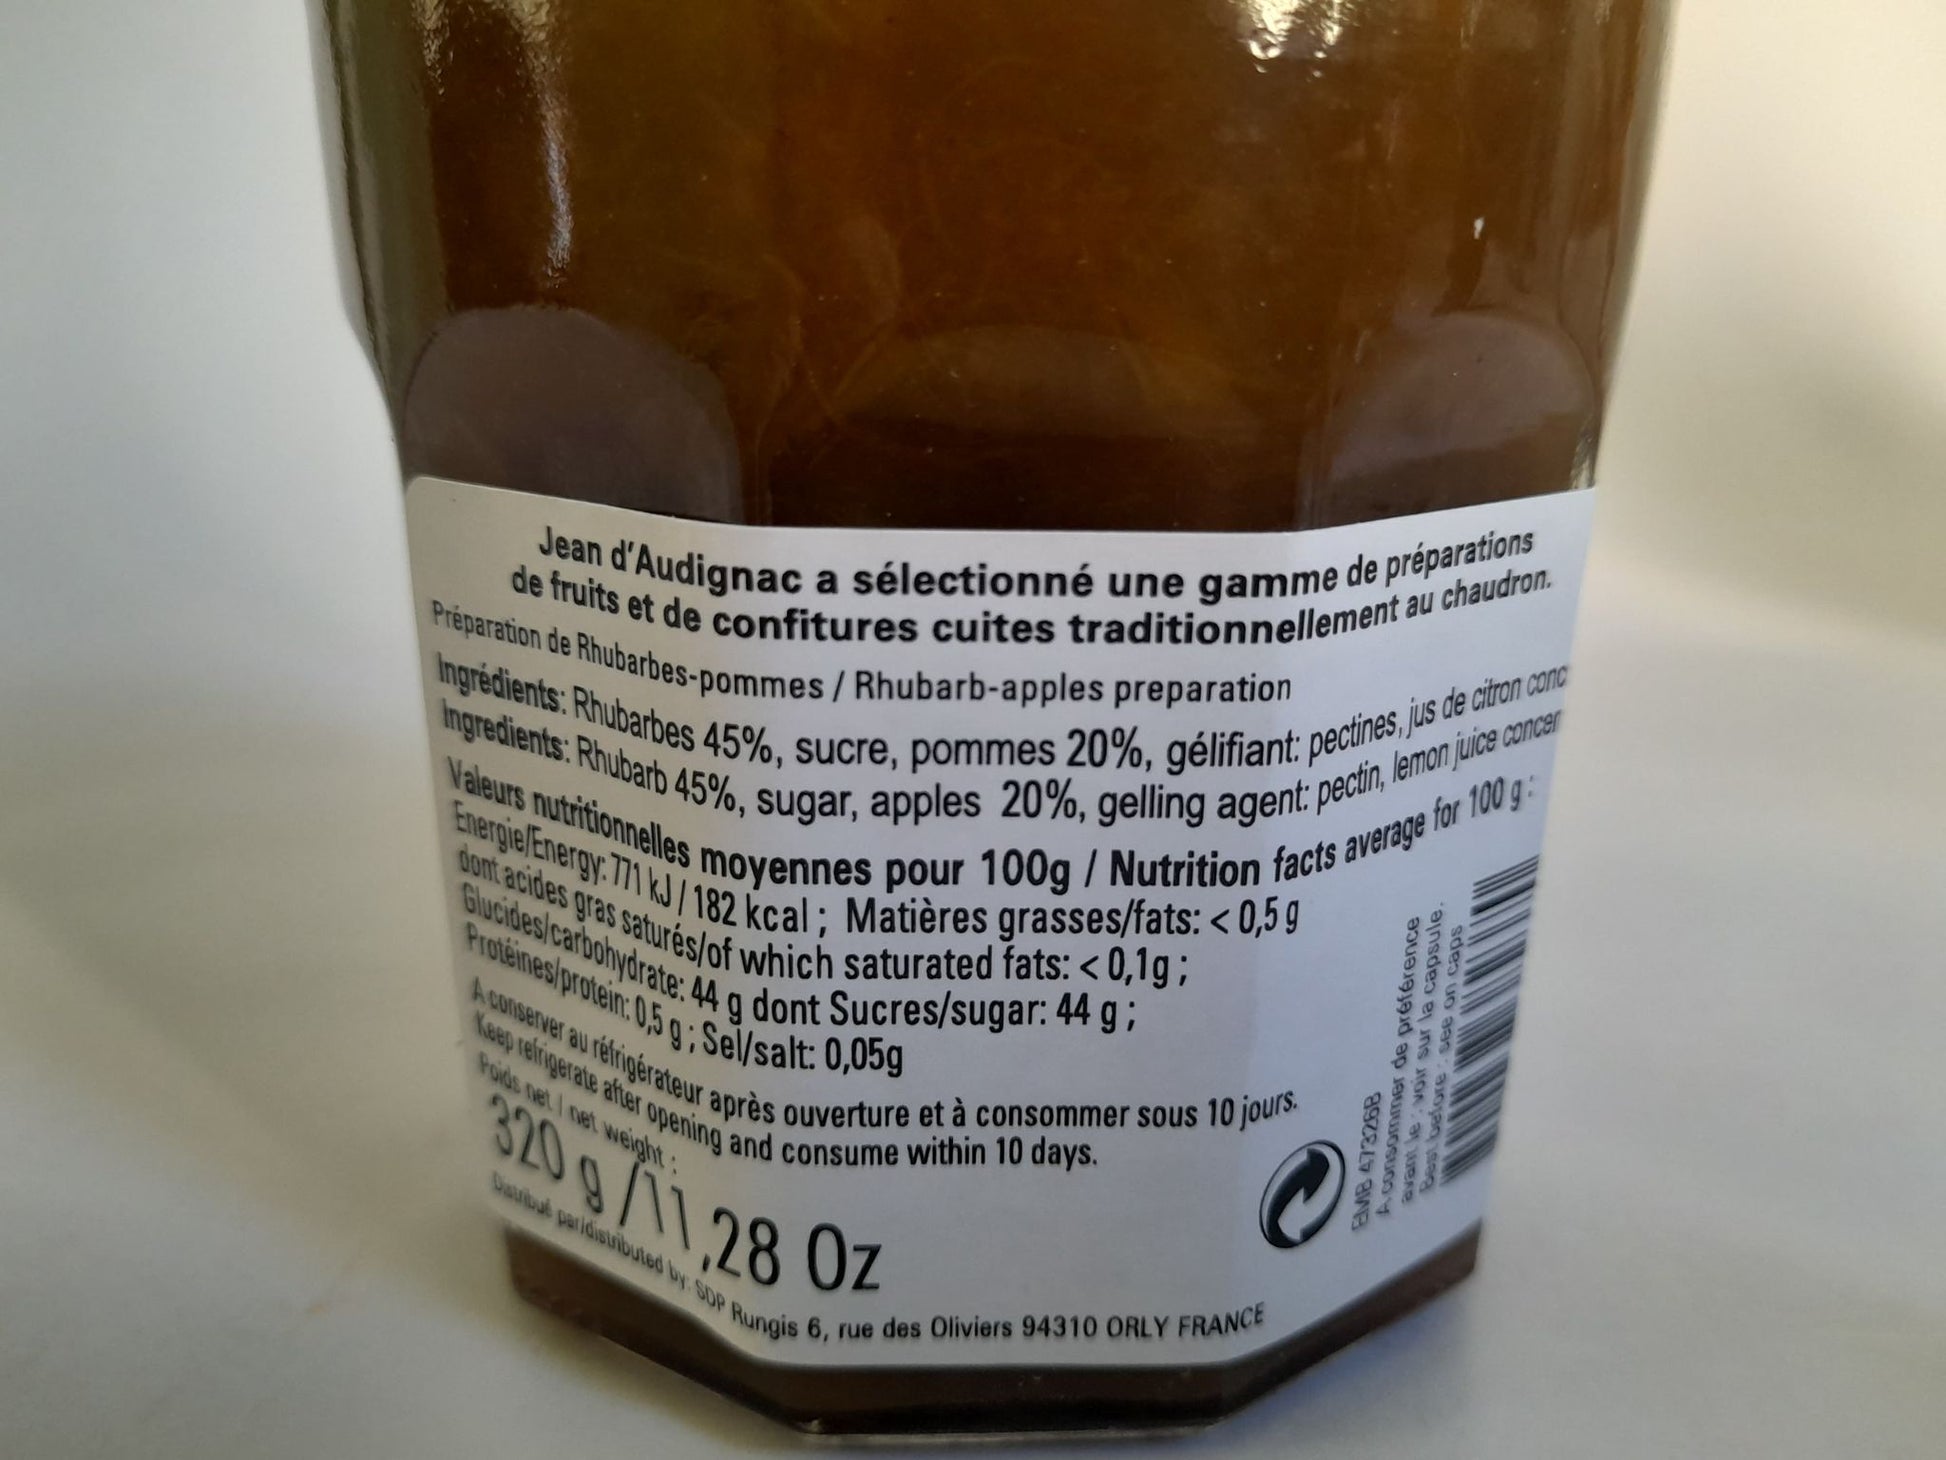 Jean d'Audignac a sélectionné une gamme de préparations
de fruits et de confitures cuites traditionnellement au chaudron.
Préparation de Rhubarbes-pommes / Rhubarb-apples preparation
Ingrédients: Rhubarbes 45%, sucre, pommes 20%, gélifiant: pectines, jus de citron conc
Ingredients: Rhubarb 45%, sugar, apples 20%, gelling agent: pectin, lemon juice concen
Valeurs nutritionnelles moyennes pour 100g / Nutrition facts average for 100 g :
Energie/Energy: 771 kJ / 182 kcal ; Matières grasses/fats: < 0,5 g
dont acides gras saturés/of which saturated fats: < 0,1g ;
Glucides/carbohydrate: 44 g dont Sucres/sugar: 44 g ;
Protéines/protein: 0,5 g ; Sel/salt: 0,05g
A conserver au réfrigérateur après ouverture et à consommer sous 10 jours.
Keep refrigerate after opening and consume within 10 days.
Poids net / net weight :
320 g /11,28 Oz
Distribué par/distributed by: SDP Rungis 6, rue des Oliviers 94310 ORLY FRANCE
EMB 47326B
A consommer de préférence
avant le : voir sur la capsule.
Best before : see on caps